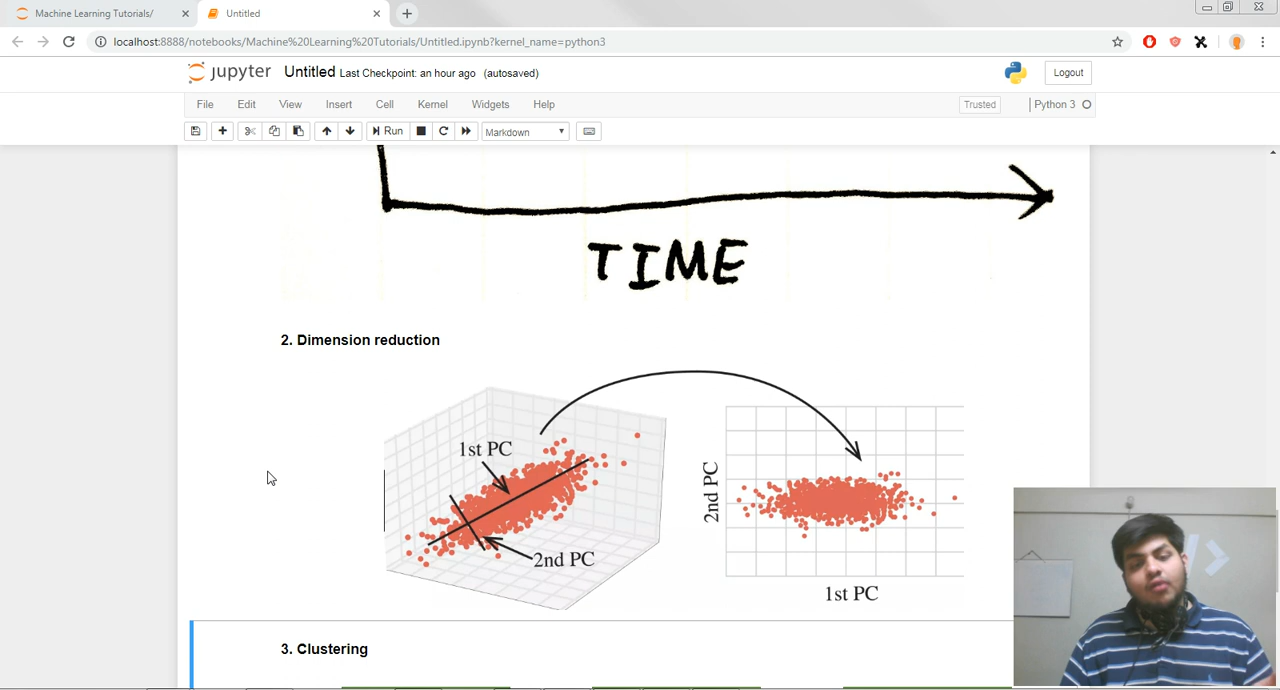 Machine Learning Tutorials/
Untitled
localhost:8888/notebooks/Machine%20Learning%20Tutorials/Untitled.ipynb?kernel_name=python3
jupyter Untitled Last Checkpoint: an hour ago (autosaved)
Logout
File Edit View Insert Cell Kernel Widgets Help
Trusted Python 3
Run Markdown
TIME
2. Dimension reduction
1st PC
2nd PC
2nd PC
1st PC
3. Clustering